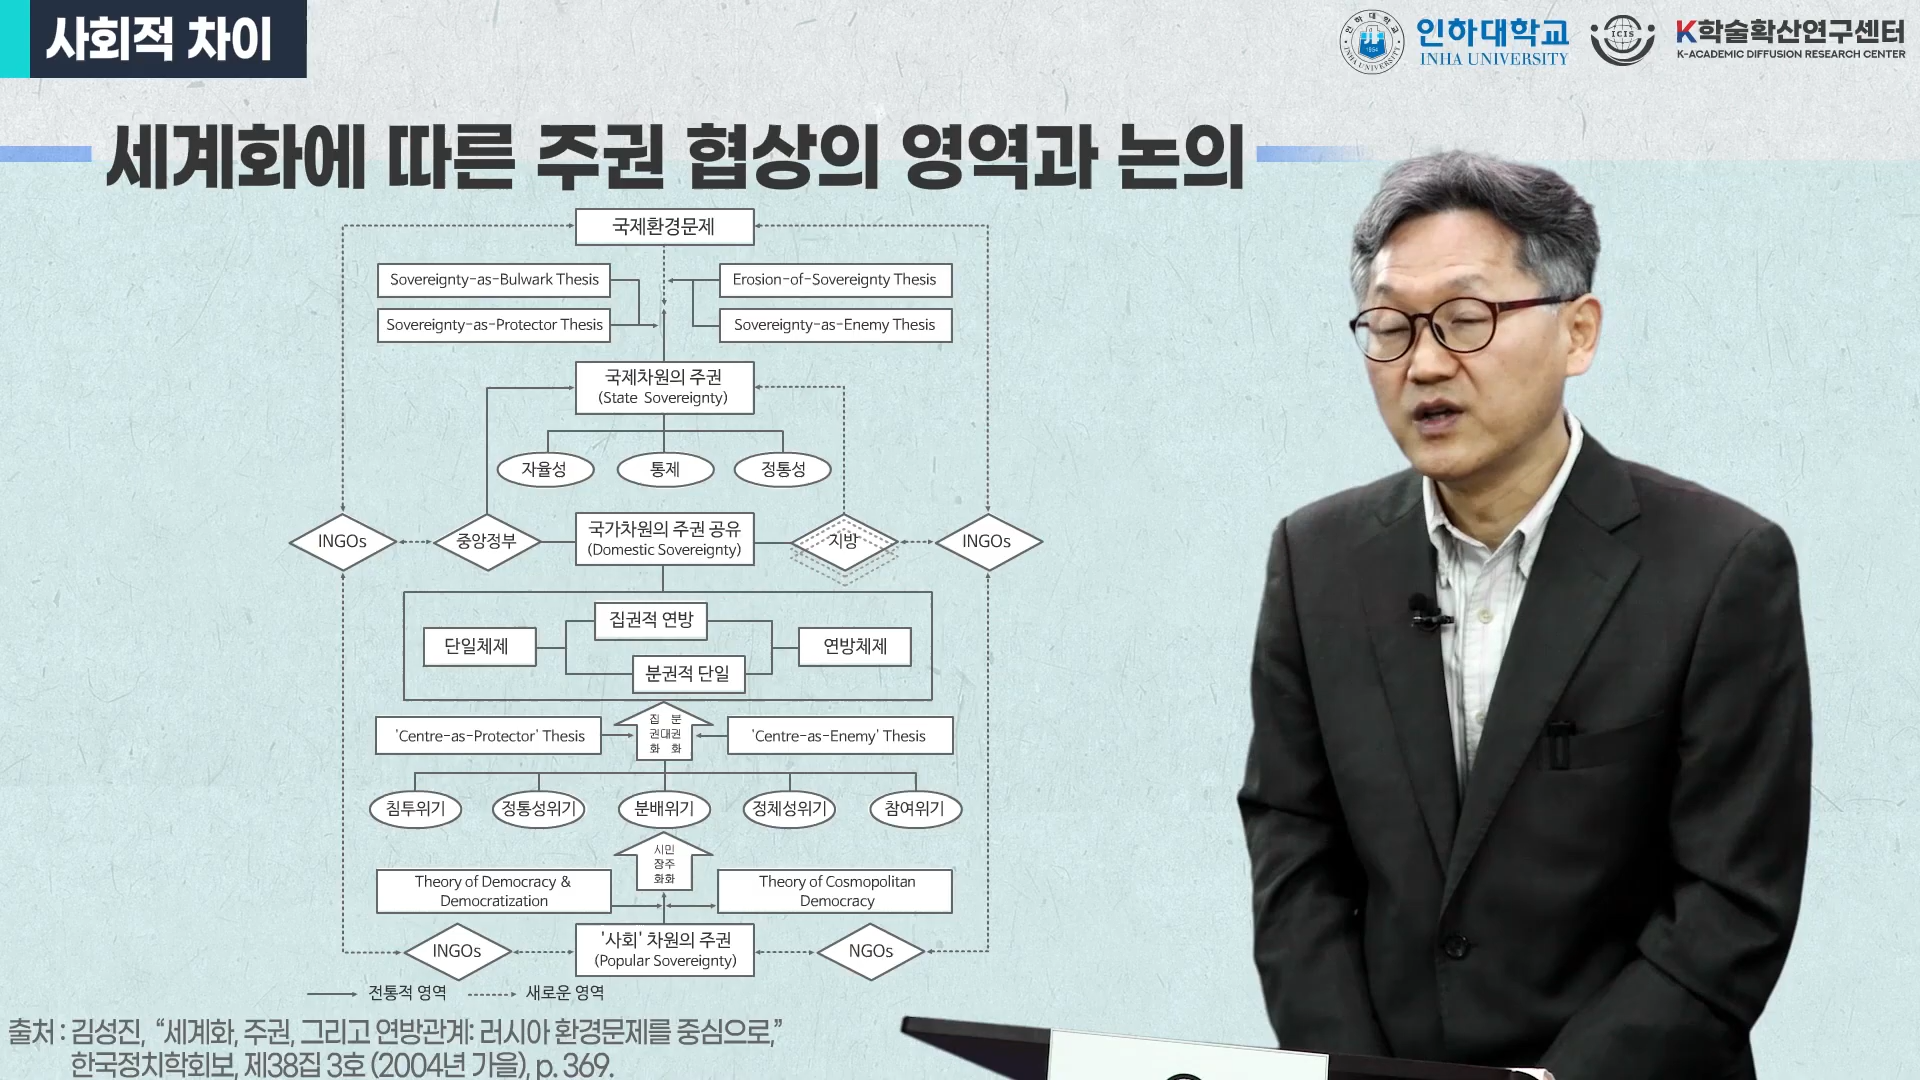 사회적 차이
인하대학교
INHA UNIVERSITY
ICIS
K학술확산연구센터
K-ACADEMIC DIFFUSION RESEARCH CENTER
세계화에 따른 주권 협상의 영역과 논의
국제환경문제
Sovereignty-as-Bulwark Thesis
Erosion-of-Sovereignty Thesis
Sovereignty-as-Protector Thesis
Sovereignty-as-Enemy Thesis
국제차원의 주권
(State Sovereignty)
자율성
통제
정통성
INGOs
중앙정부
국가차원의 주권 공유
(Domestic Sovereignty)
지방
INGOs
집권적 연방
단일체제
연방체제
분권적 단일
'Centre-as-Protector' Thesis
집 분
권대권
화 화
'Centre-as-Enemy' Thesis
침투위기
정통성위기
분배위기
정체성위기
참여위기
시민
장주
화화
Theory of Democracy &
Democratization
Theory of Cosmopolitan
Democracy
INGOs
'사회' 차원의 주권
(Popular Sovereignty)
NGOs
전통적 영역
새로운 영역
출처 : 김성진, “세계화, 주권, 그리고 연방관계: 러시아 환경문제를 중심으로,”
한국정치학회보, 제38집 3호 (2004년 가을), p. 369.